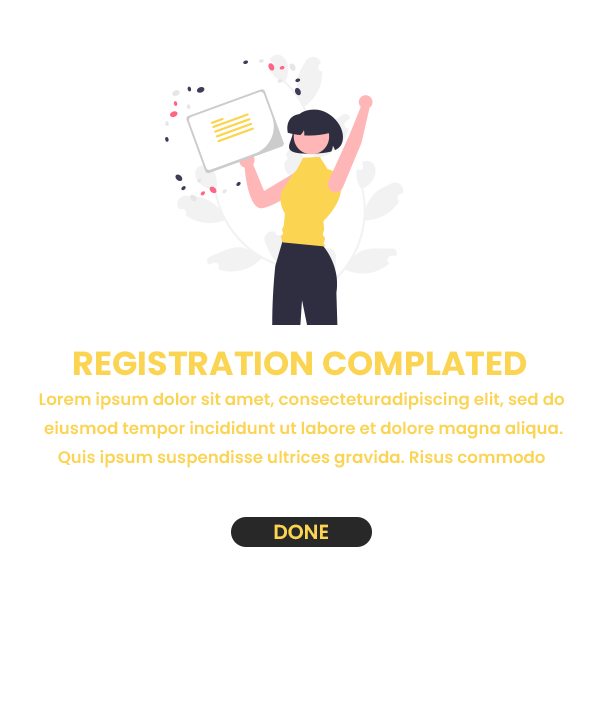 REGISTRATION COMPLATED
Lorem ipsum dolor sit amet, consecteturadipiscing elit, sed do
eiusmod tempor incididunt ut labore et dolore magna aliqua.
Quis ipsum suspendisse ultrices gravida. Risus commodo
DONE